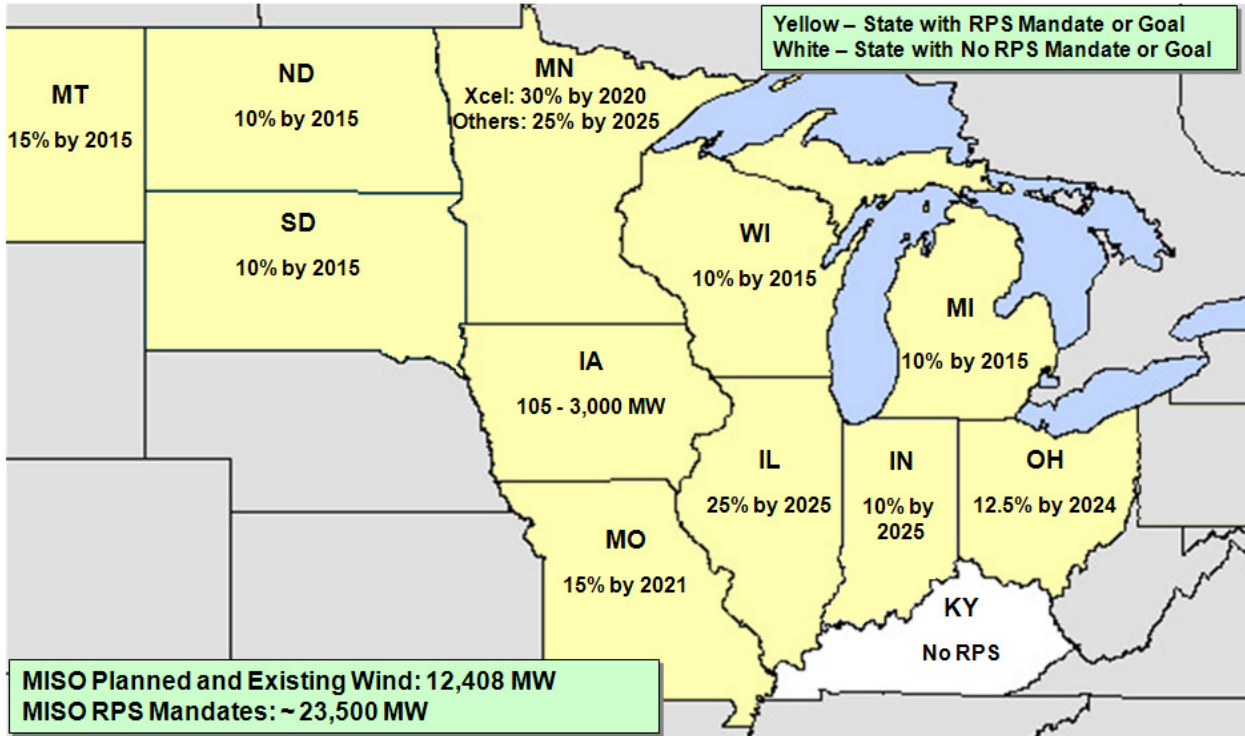 Yellow – State with RPS Mandate or Goal
White – State with No RPS Mandate or Goal
MT
15% by 2015
ND
10% by 2015
MN
Xcel: 30% by 2020
Others: 25% by 2025
SD
10% by 2015
WI
10% by 2015
MI
10% by 2015
IA
105 - 3,000 MW
IL
25% by 2025
IN
10% by
2025
OH
12.5% by 2024
MO
15% by 2021
KY
No RPS
MISO Planned and Existing Wind: 12,408 MW
MISO RPS Mandates: ~ 23,500 MW